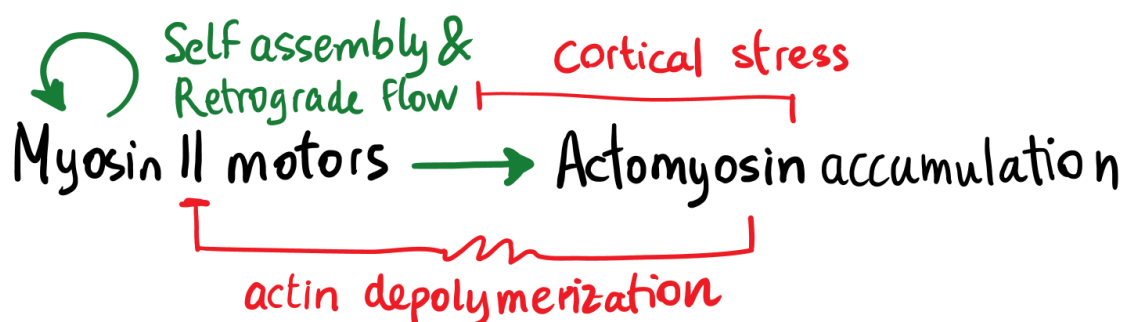 Self assembly &
Retrograde flow
cortical stress
Myosin II motors
Actomyosin accumulation
actin depolymerization